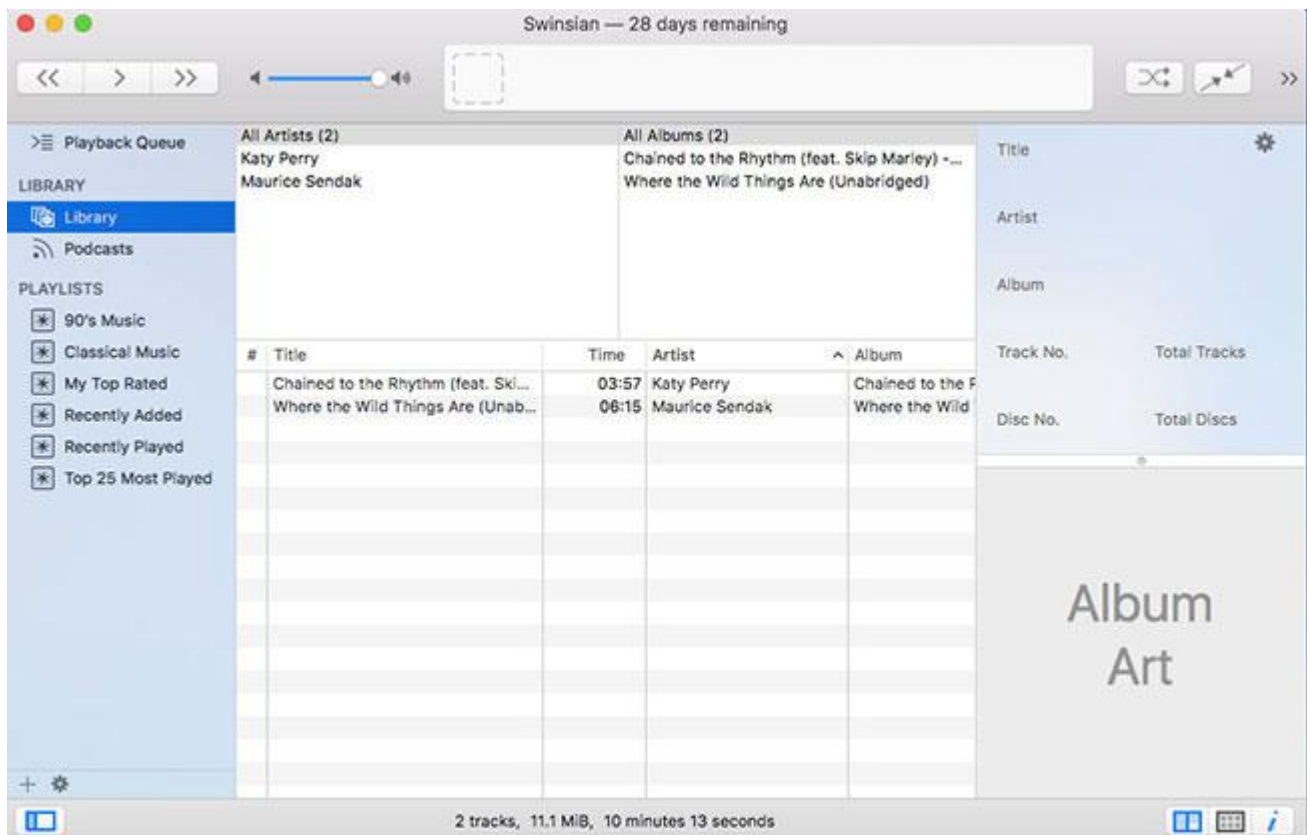 Swinsian — 28 days remaining
Playback Queue
LIBRARY
Library
Podcasts
PLAYLISTS
90's Music
Classical Music
My Top Rated
Recently Added
Recently Played
Top 25 Most Played
All Artists (2)
Katy Perry
Maurice Sendak
All Albums (2)
Chained to the Rhythm (feat. Skip Marley) -...
Where the Wild Things Are (Unabridged)
# Title Time Artist Album
Chained to the Rhythm (feat. Ski... 03:57 Katy Perry Chained to the
Where the Wild Things Are (Unab... 06:15 Maurice Sendak Where the Wild
Title
Artist
Album
Track No. Total Tracks
Disc No. Total Discs
Album
Art
2 tracks, 11.1 MiB, 10 minutes 13 seconds